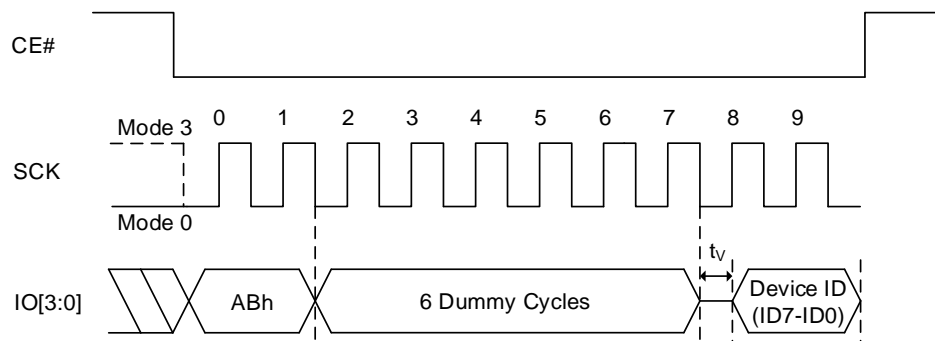 CE#
Mode 3
0 1 2 3 4 5 6 7 8 9
SCK
Mode 0
tV
IO[3:0]
ABh
6 Dummy Cycles
Device ID
(ID7-ID0)